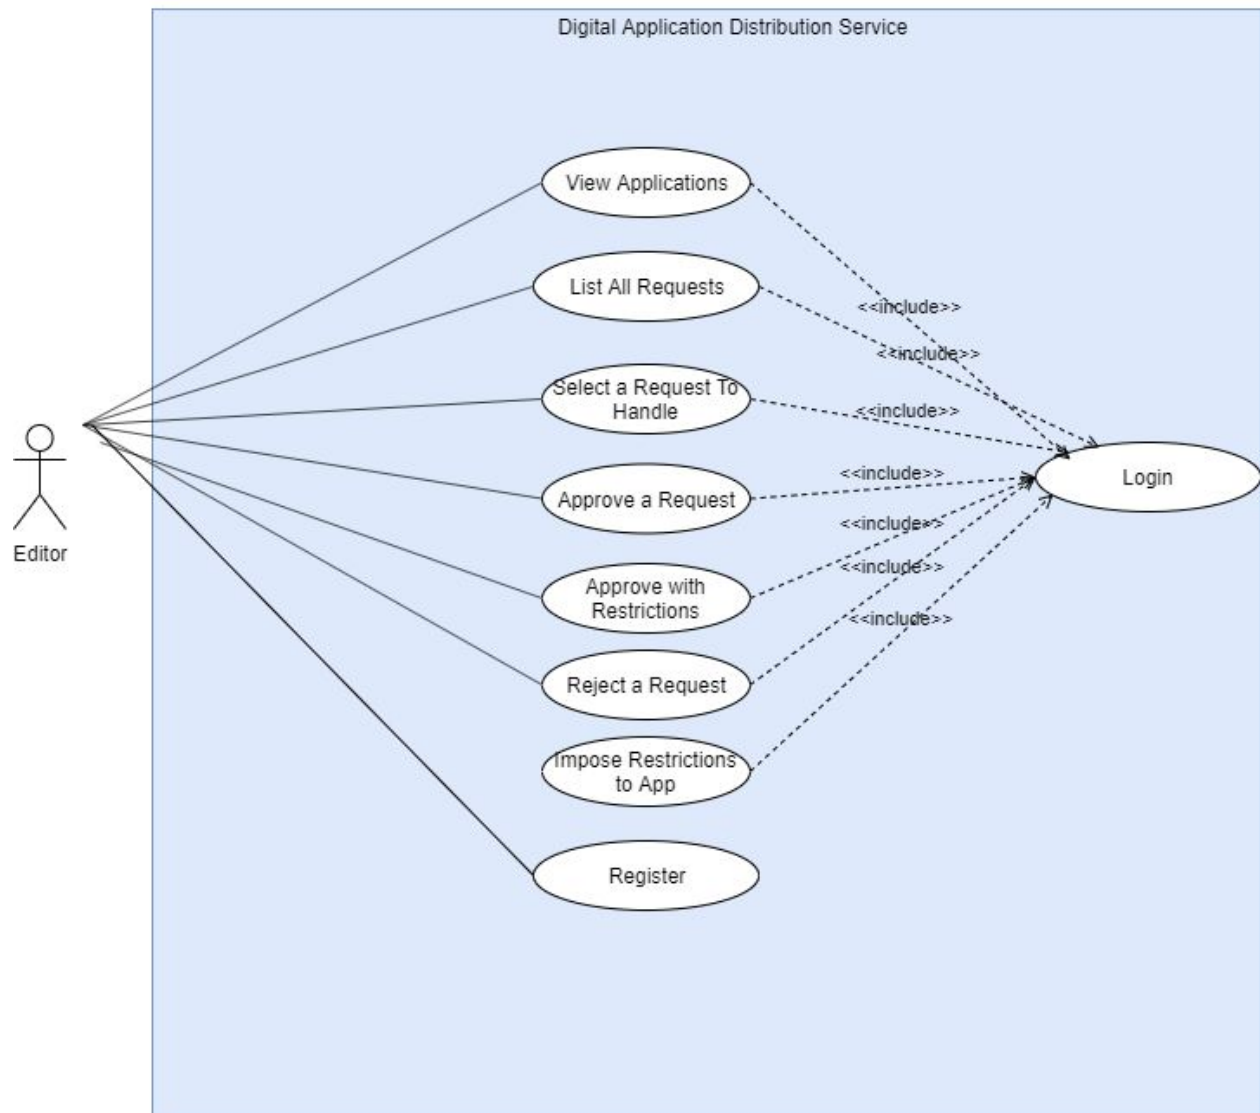 Digital Application Distribution Service
View Applications
List All Requests
<<include>>
<<include>>
Select a Request To
Handle
<<include>>
Login
Approve a Request
<<include>>
Editor
<<include>>
Approve with
Restrictions
<<include>>
<<include>>
Reject a Request
Impose Restrictions
to App
Register